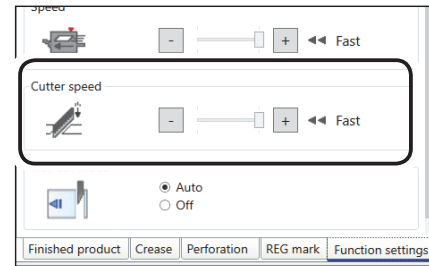 Speed
- + ◀◀ Fast
Cutter speed
- + ◀◀ Fast
Auto
Off
Finished product Crease Perforation REG mark Function settings